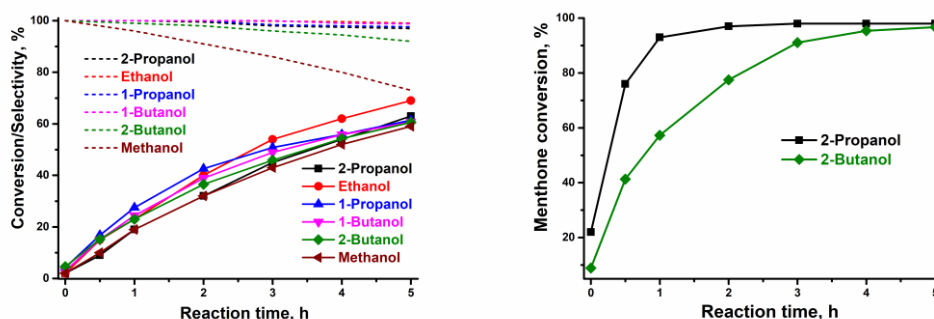 Conversion/Selectivity, %
100
80
60
40
20
0
2-Propanol
Ethanol
1-Propanol
1-Butanol
2-Butanol
Methanol
2-Propanol
Ethanol
1-Propanol
1-Butanol
2-Butanol
Methanol
0 1 2 3 4 5
Reaction time, h
Menthone conversion, %
100
80
60
40
20
2-Propanol
2-Butanol
0 1 2 3 4 5
Reaction time, h